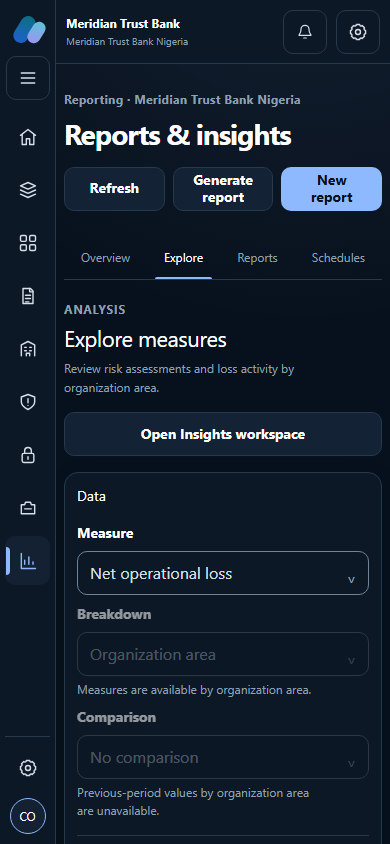 Meridian Trust Bank
Meridian Trust Bank Nigeria
Reporting · Meridian Trust Bank Nigeria
Reports & insights
Refresh
Generate
report
New
report
Overview
Explore
Reports
Schedules
ANALYSIS
Explore measures
Review risk assessments and loss activity by
organization area.
Open Insights workspace
Data
Measure
Net operational loss
v
Breakdown
Organization area
v
Measures are available by organization area.
Comparison
No comparison
v
Previous-period values by organization area
are unavailable.
CO